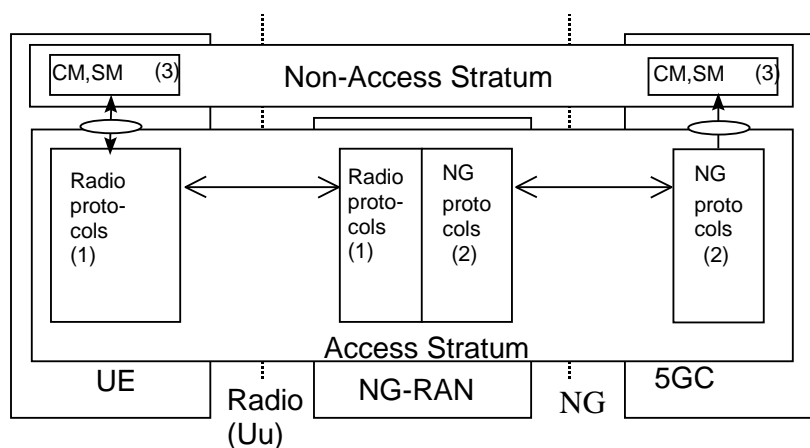 CM,SM (3)
Non-Access Stratum
CM,SM (3)
Radio
proto-
cols
(1)
Radio
proto-
cols
(1)
NG
proto
cols
(2)
NG
proto
cols
(2)
Access Stratum
UE
Radio
(Uu)
NG-RAN
NG
5GC